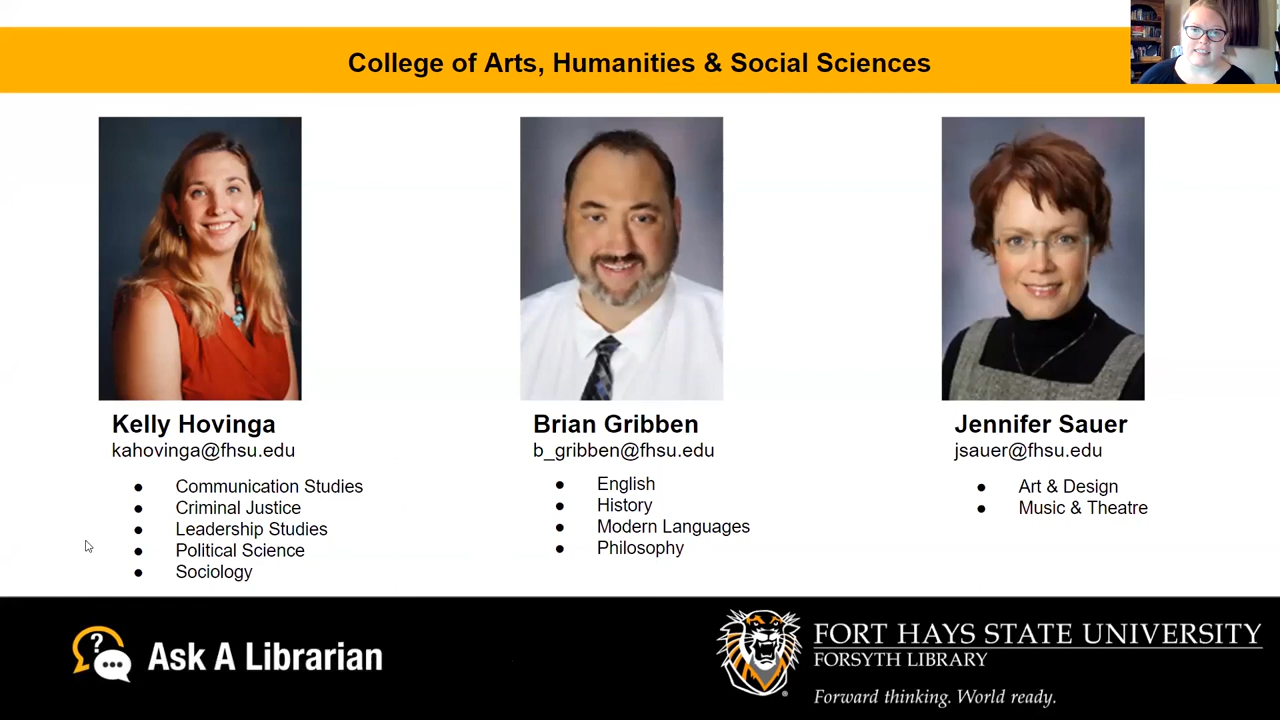 College of Arts, Humanities & Social Sciences
Kelly Hovinga
kahovinga@fhsu.edu
● Communication Studies
● Criminal Justice
● Leadership Studies
● Political Science
● Sociology
Brian Gribben
b_gribben@fhsu.edu
● English
● History
● Modern Languages
● Philosophy
Jennifer Sauer
jsauer@fhsu.edu
● Art & Design
● Music & Theatre
?
Ask A Librarian
FORT HAYS STATE UNIVERSITY
FORSYTH LIBRARY
Forward thinking. World ready.
®